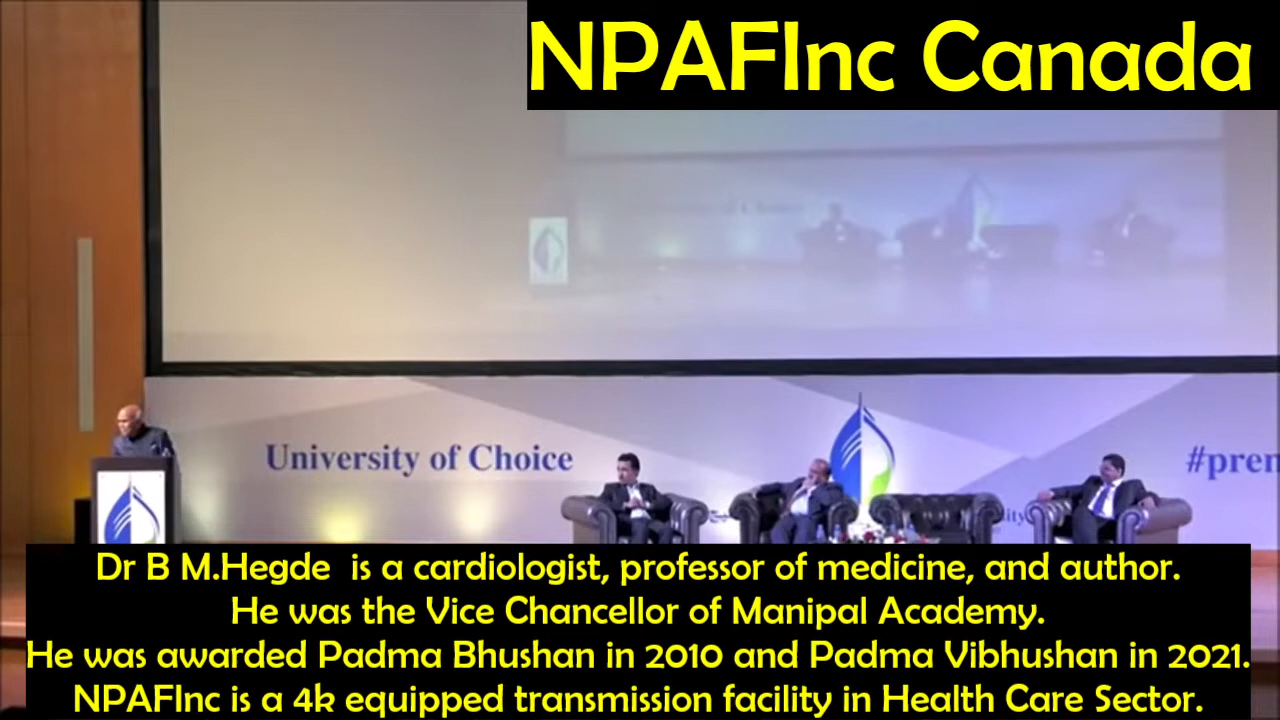 NPAFInc Canada
University of Choice
#pren
Dr B M.Hegde is a cardiologist, professor of medicine, and author.
He was the Vice Chancellor of Manipal Academy.
He was awarded Padma Bhushan in 2010 and Padma Vibhushan in 2021.
NPAFInc is a 4k equipped transmission facility in Health Care Sector.